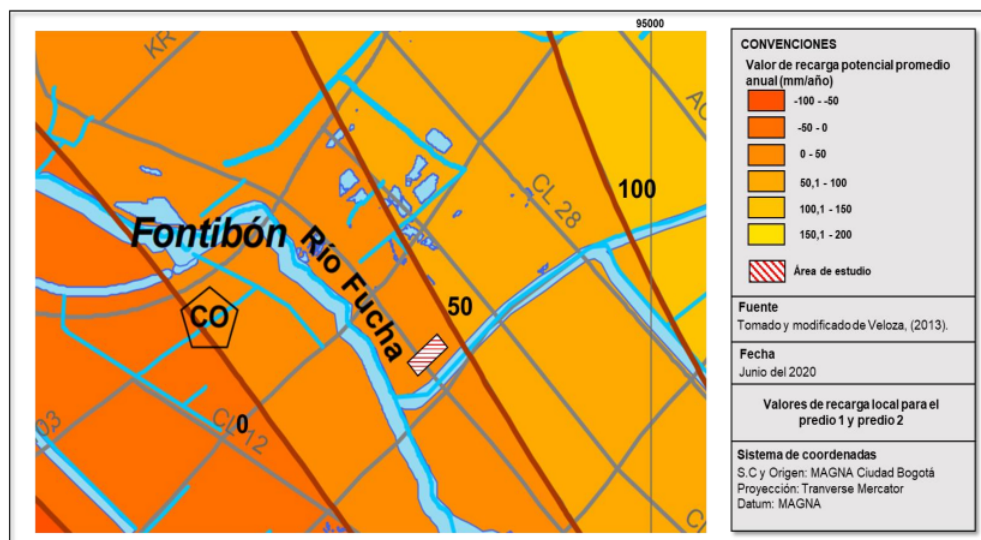 95000
KR
AC
CL 28
100
Fontibón
Río Fucha
CO
50
0
CL 12
03
CONVENCIONES
Valor de recarga potencial promedio
anual (mm/año)
-100 - -50
-50 - 0
0 - 50
50,1 - 100
100,1 - 150
150,1 - 200
Área de estudio
Fuente
Tomado y modificado de Veloza, (2013).
Fecha
Junio del 2020
Valores de recarga local para el
predio 1 y predio 2
Sistema de coordenadas
S.C y Origen: MAGNA Ciudad Bogotá
Proyección: Tranverse Mercator
Datum: MAGNA